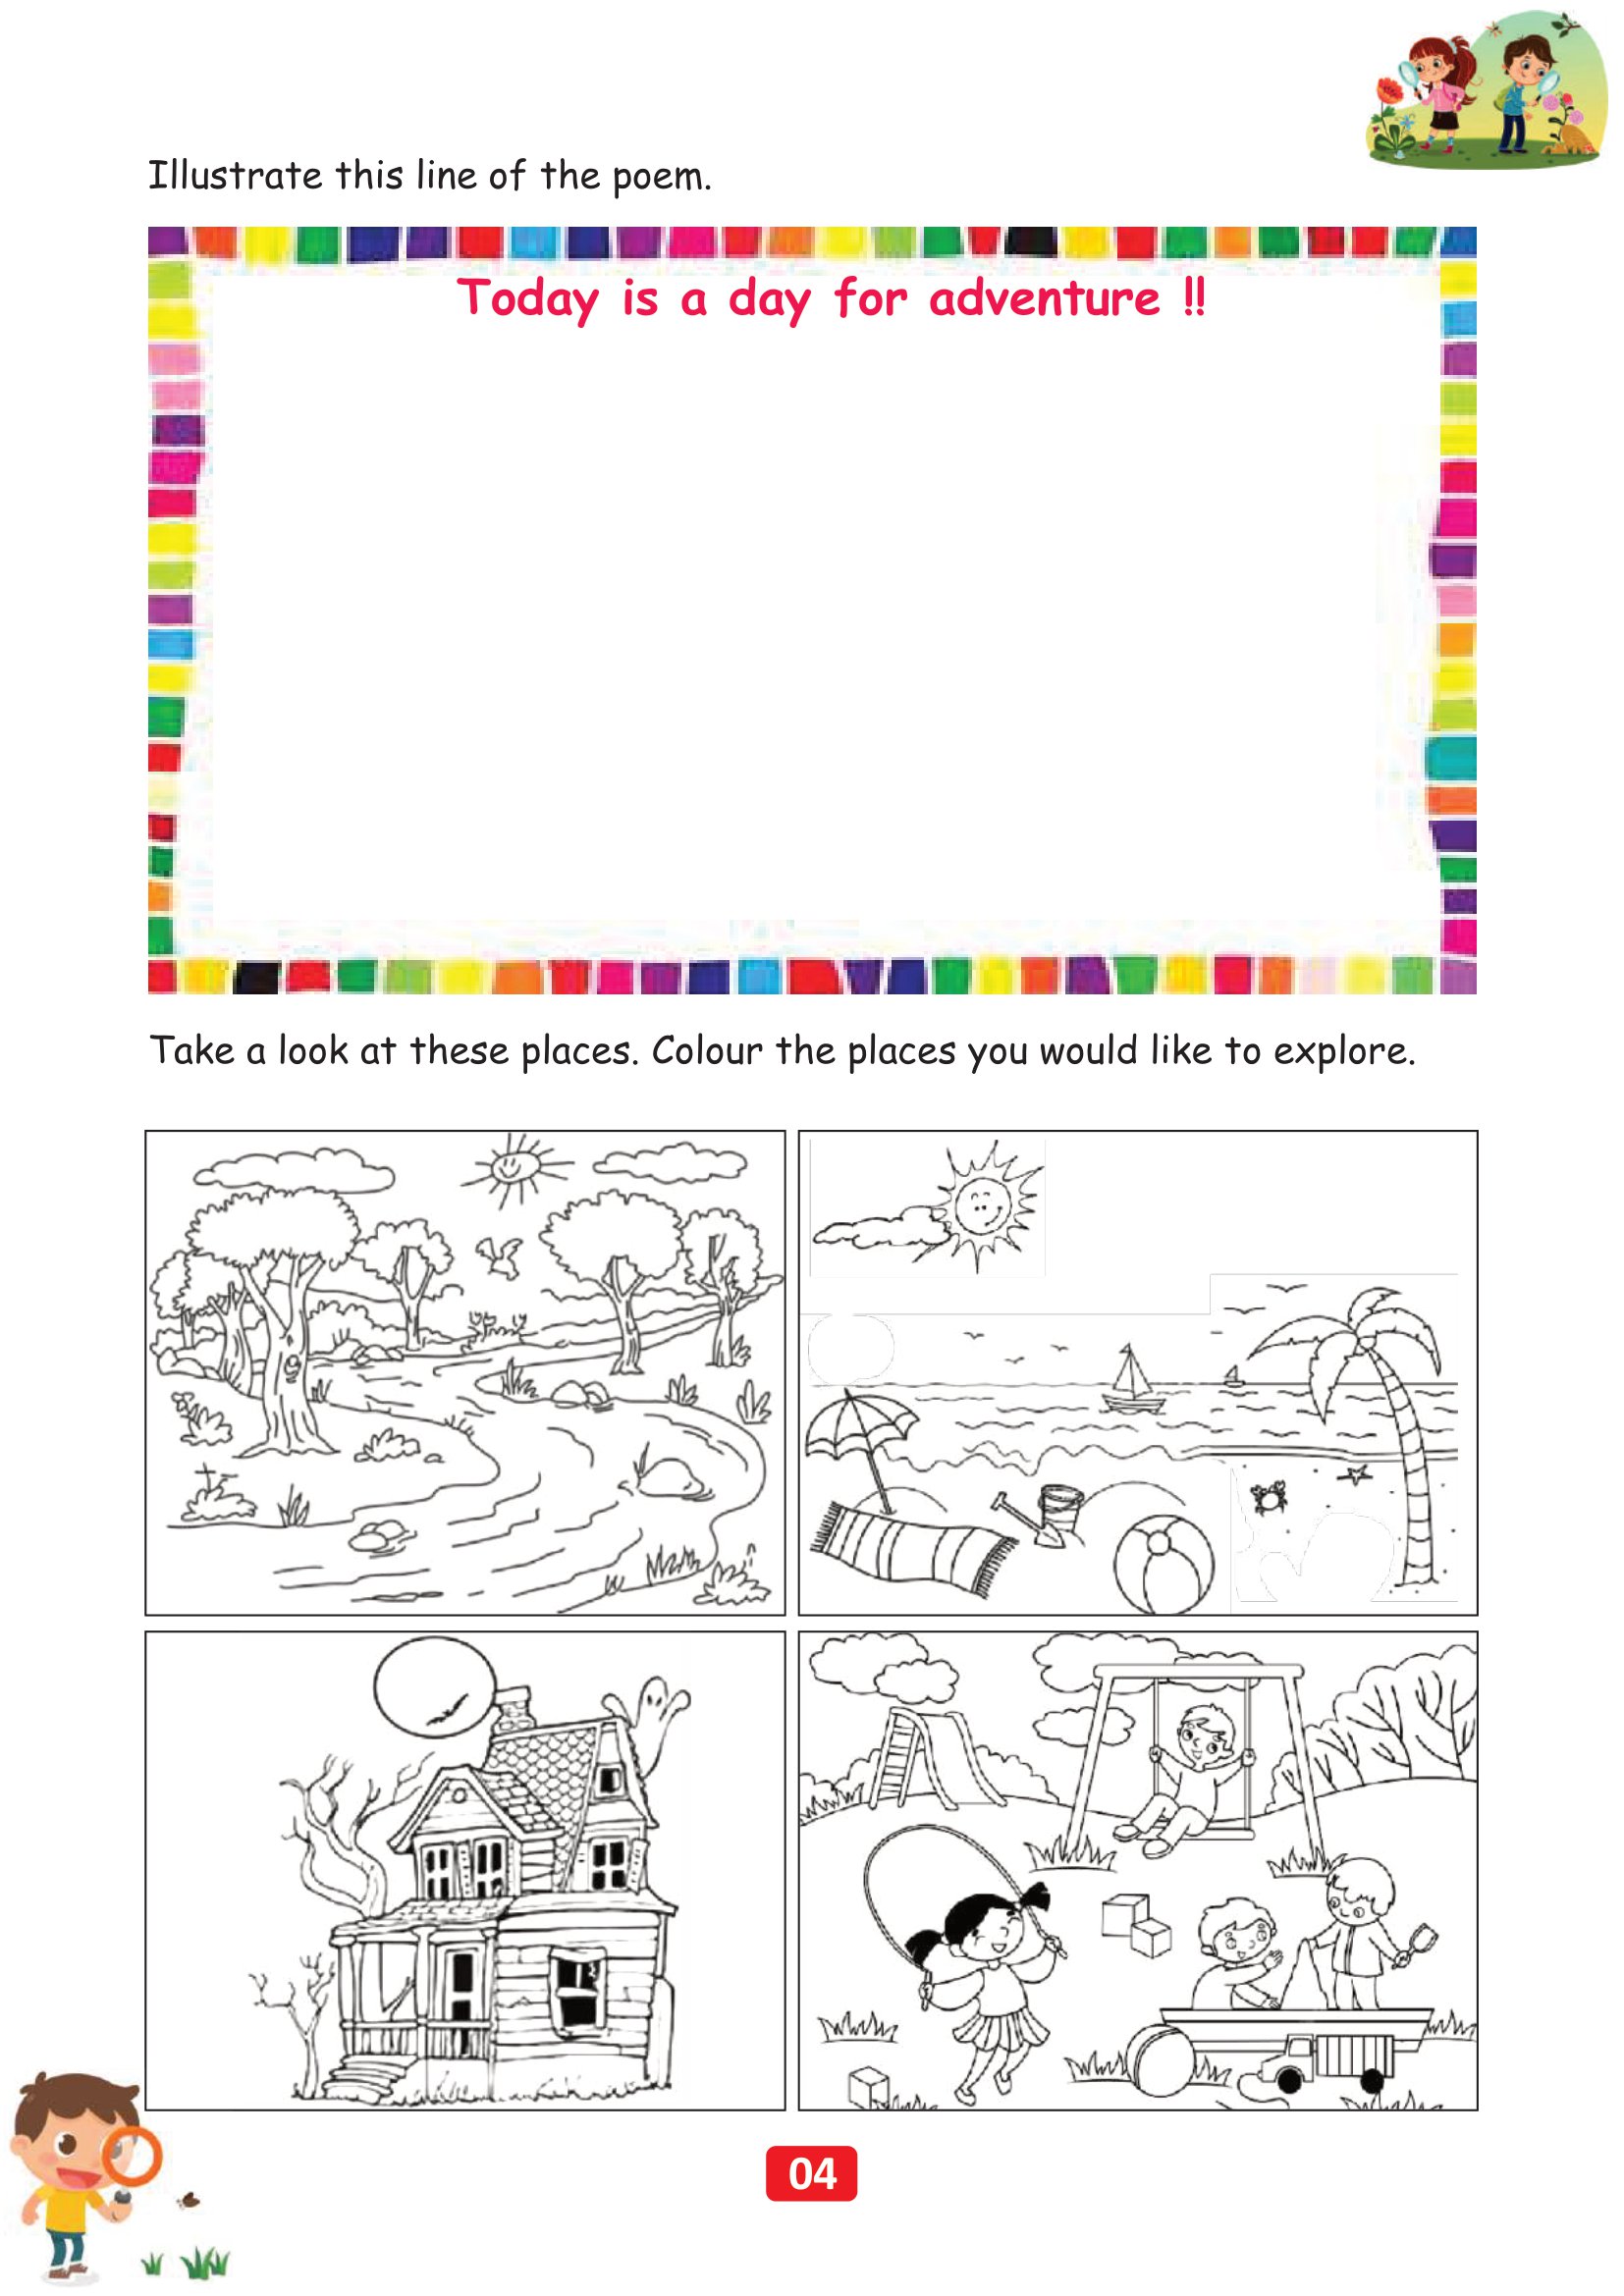 Illustrate this line of the poem.
Today is a day for adventure !!
Take a look at these places. Colour the places you would like to explore.
04